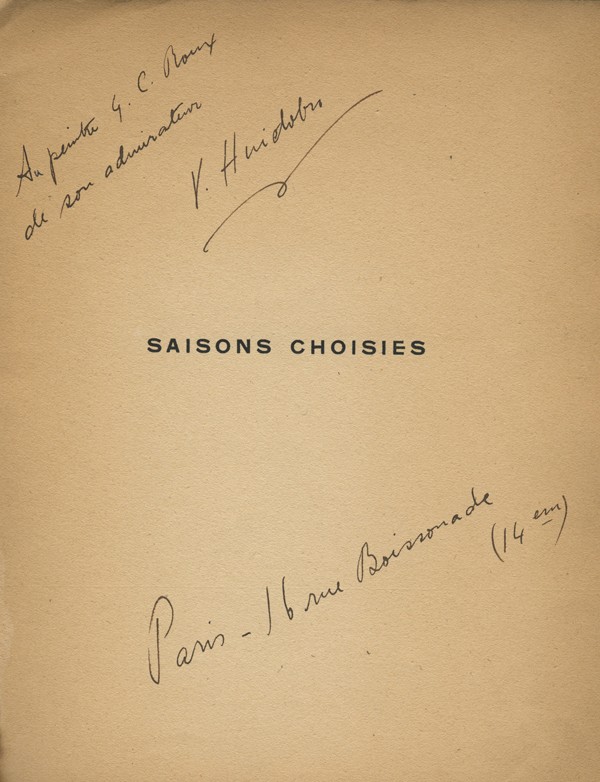 Au peintre G. C. Roux
de son admirateur
V. Huidobro
SAISONS CHOISIES
Paris - 16 rue Boissonade
(14 em)